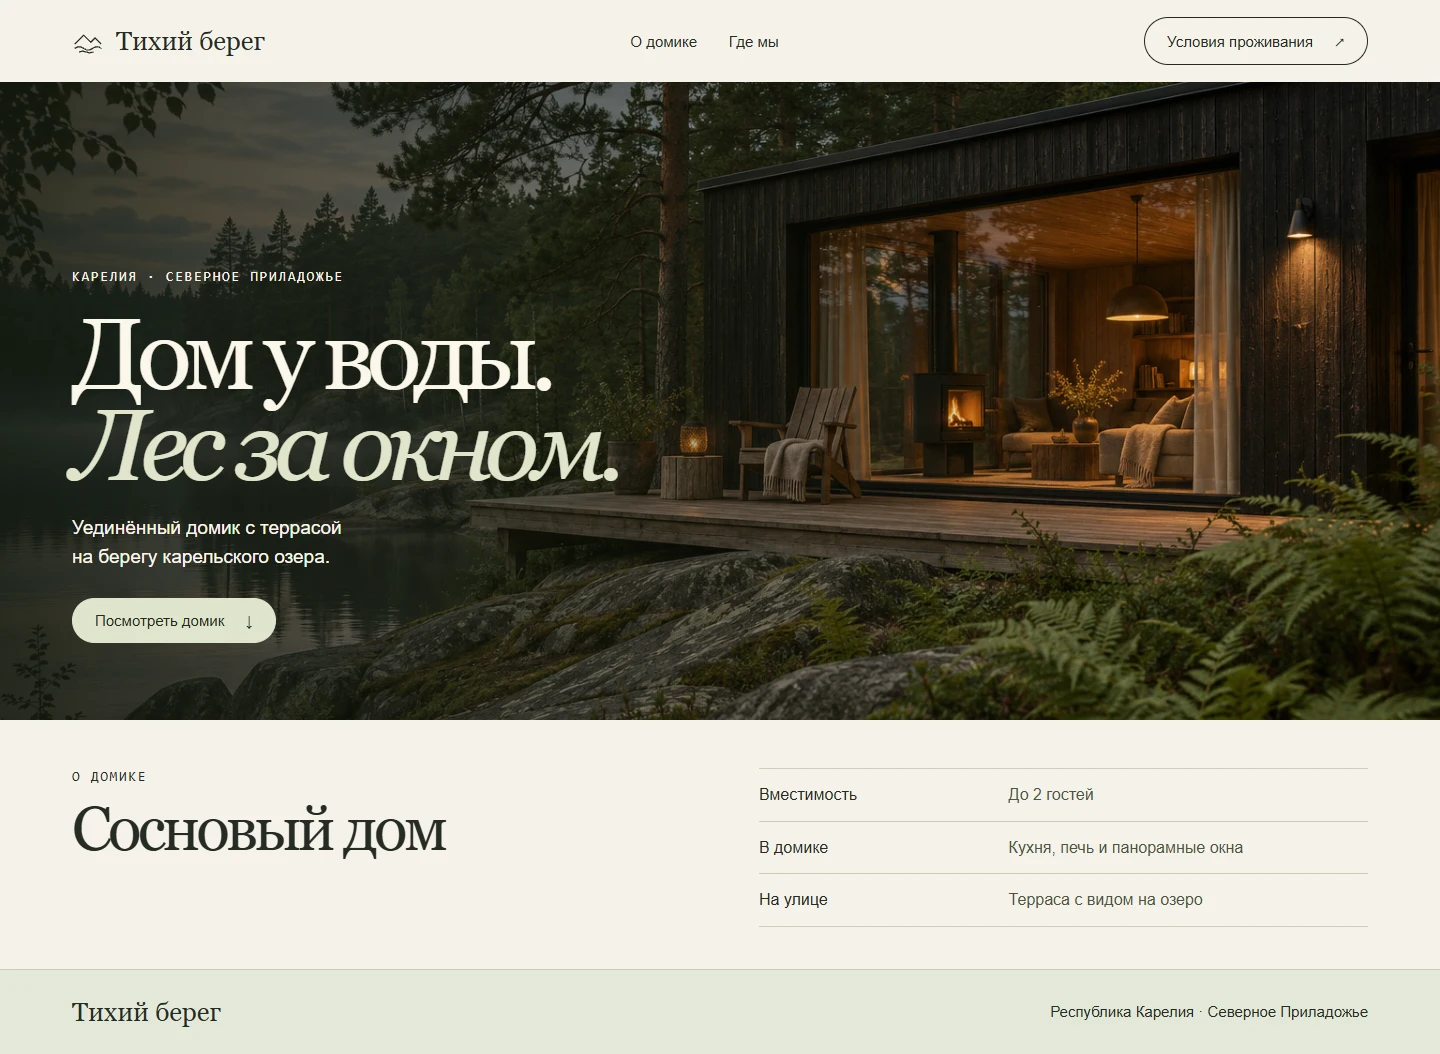 Тихий берег
О домике
Где мы
Условия проживания ↗
КАРЕЛИЯ · СЕВЕРНОЕ ПРИЛАДОЖЬЕ
Дом у воды.
Лес за окном.
Уединённый домик с террасой
на берегу карельского озера.
Посмотреть домик ↓
О ДОМИКЕ
Сосновый дом
Вместимость До 2 гостей
В домике Кухня, печь и панорамные окна
На улице Терраса с видом на озеро
Тихий берег
Республика Карелия · Северное Приладожье